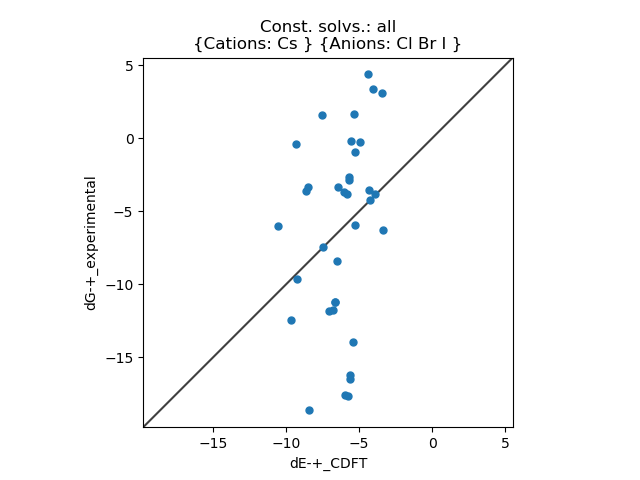 Const. solvs.: all
{Cations: Cs } {Anions: Cl Br I }
5
0
−5
−10
−15
dG-+_experimental
−15
−10
−5
0
5
dE-+_CDFT